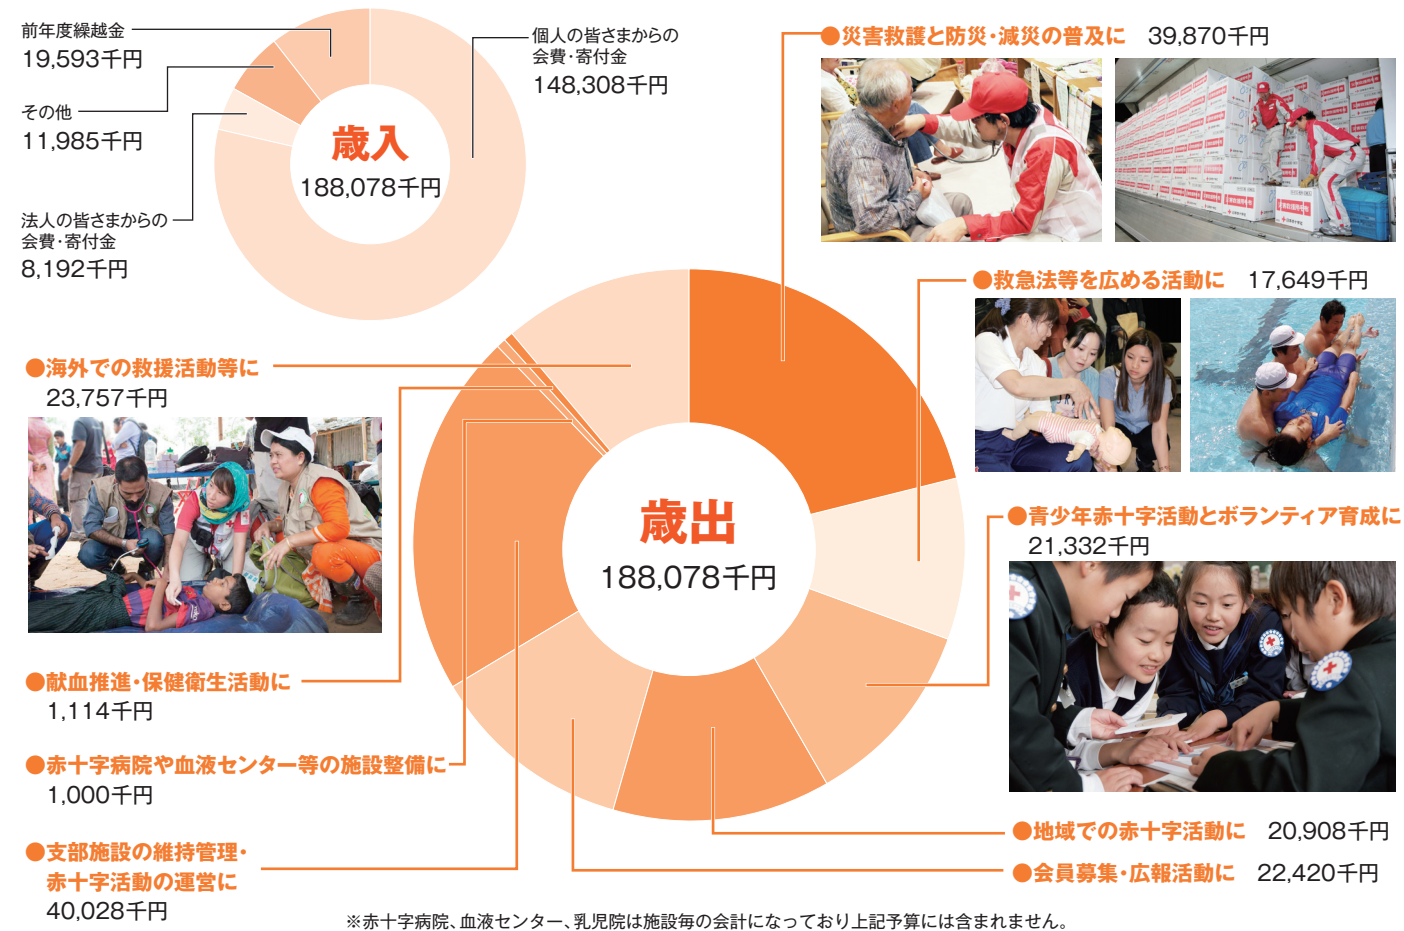 前年度繰越金
19,593千円
その他
11,985千円
法人の皆さまからの
会費・寄付金
8,192千円
個人の皆さまからの
会費・寄付金
148,308千円
歳入
188,078千円
●災害救護と防災・減災の普及に 39,870千円
●救急法等を広める活動に 17,649千円
●青少年赤十字活動とボランティア育成に
21,332千円
●地域での赤十字活動に 20,908千円
●会員募集・広報活動に 22,420千円
歳出
188,078千円
●海外での救援活動等に
23,757千円
●献血推進・保健衛生活動に
1,114千円
●赤十字病院や血液センター等の施設整備に
1,000千円
●支部施設の維持管理・
赤十字活動の運営に
40,028千円
※赤十字病院、血液センター、乳児院は施設毎の会計になっており上記予算には含まれません。